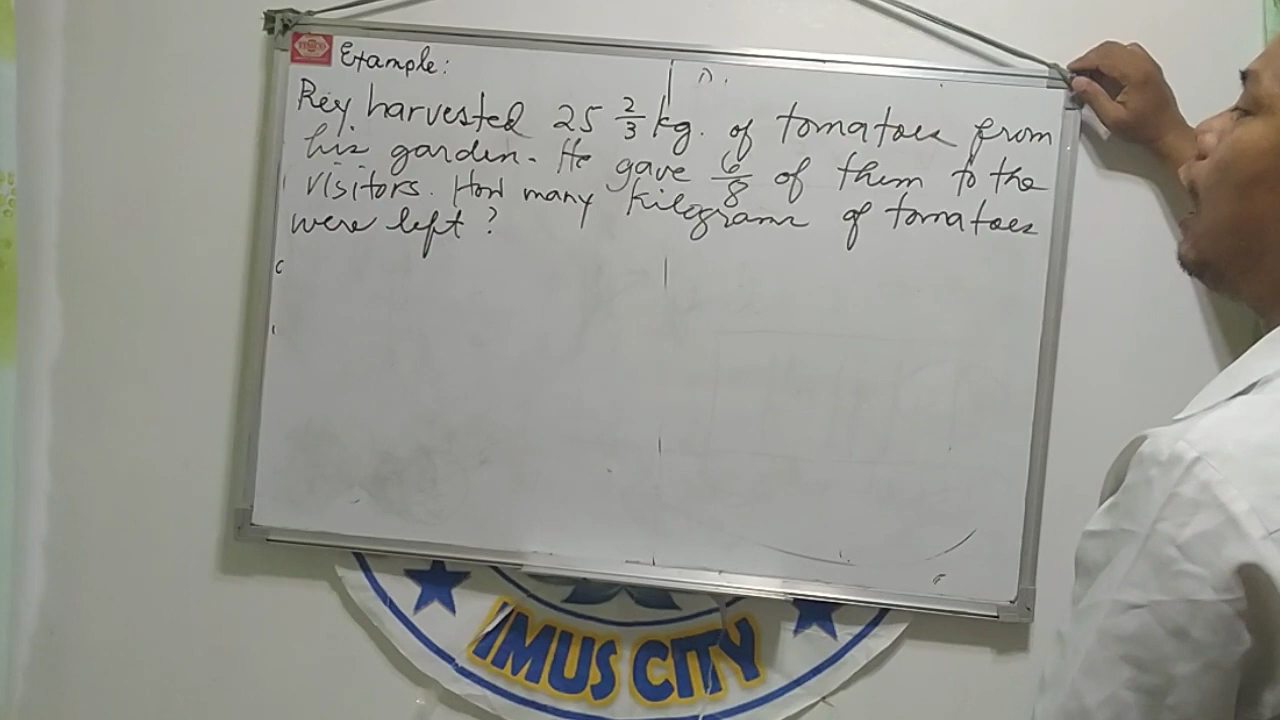 Example:
Rey harvested 25 2/3 kg. of tomatoes from
his garden. He gave 6/8 of them to the
visitors. How many kilograms of tomatoes
were left?
IMUS CITY